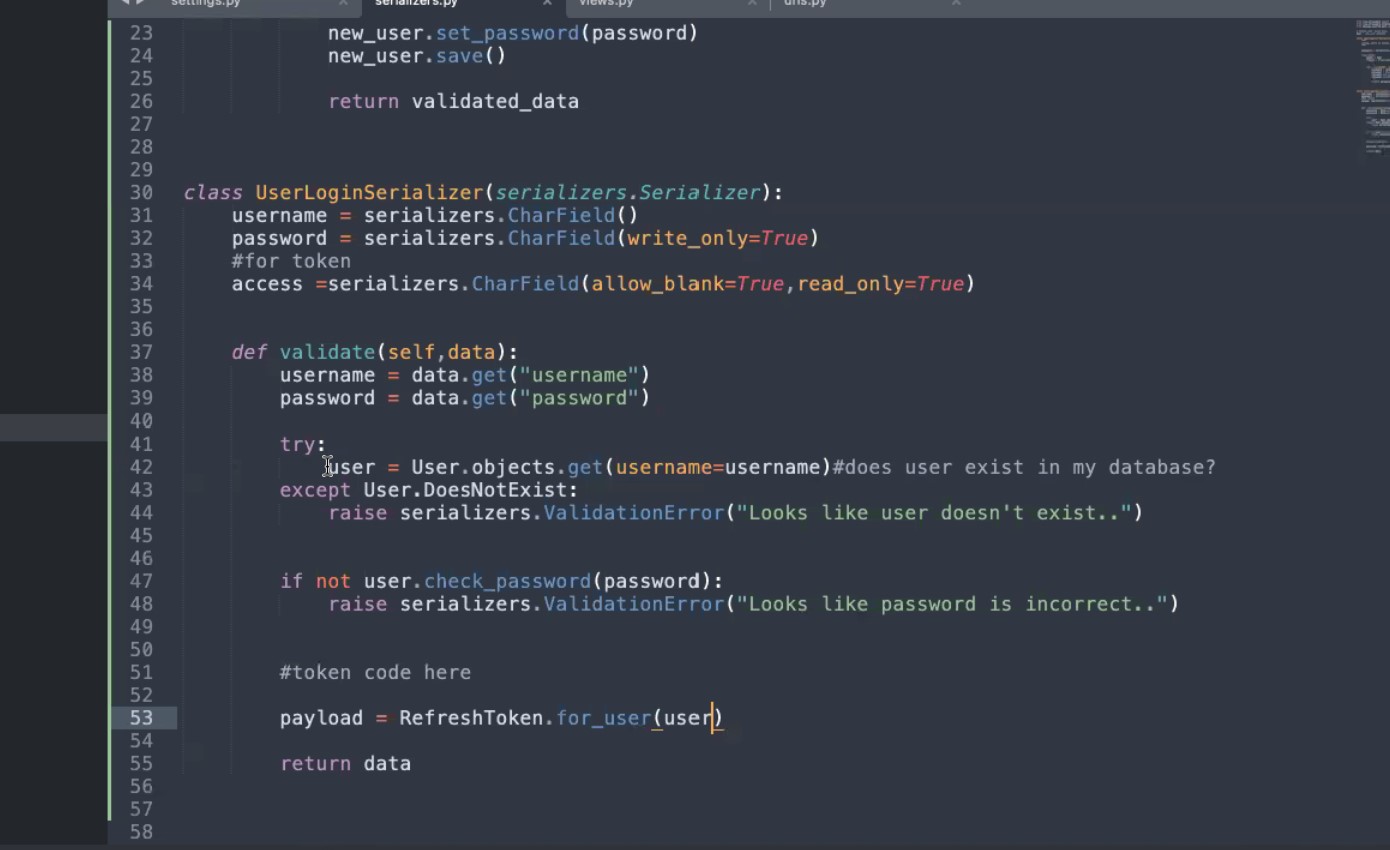 settings.py serializers.py views.py urls.py
23 new_user.set_password(password)
24 new_user.save()
25
26 return validated_data
27
28
29
30 class UserLoginSerializer(serializers.Serializer):
31 username = serializers.CharField()
32 password = serializers.CharField(write_only=True)
33 #for token
34 access =serializers.CharField(allow_blank=True,read_only=True)
35
36
37 def validate(self,data):
38 username = data.get("username")
39 password = data.get("password")
40
41 try:
42 user = User.objects.get(username=username)#does user exist in my database?
43 except User.DoesNotExist:
44 raise serializers.ValidationError("Looks like user doesn't exist..")
45
46
47 if not user.check_password(password):
48 raise serializers.ValidationError("Looks like password is incorrect..")
49
50
51 #token code here
52
53 payload = RefreshToken.for_user(user)
54
55 return data
56
57
58